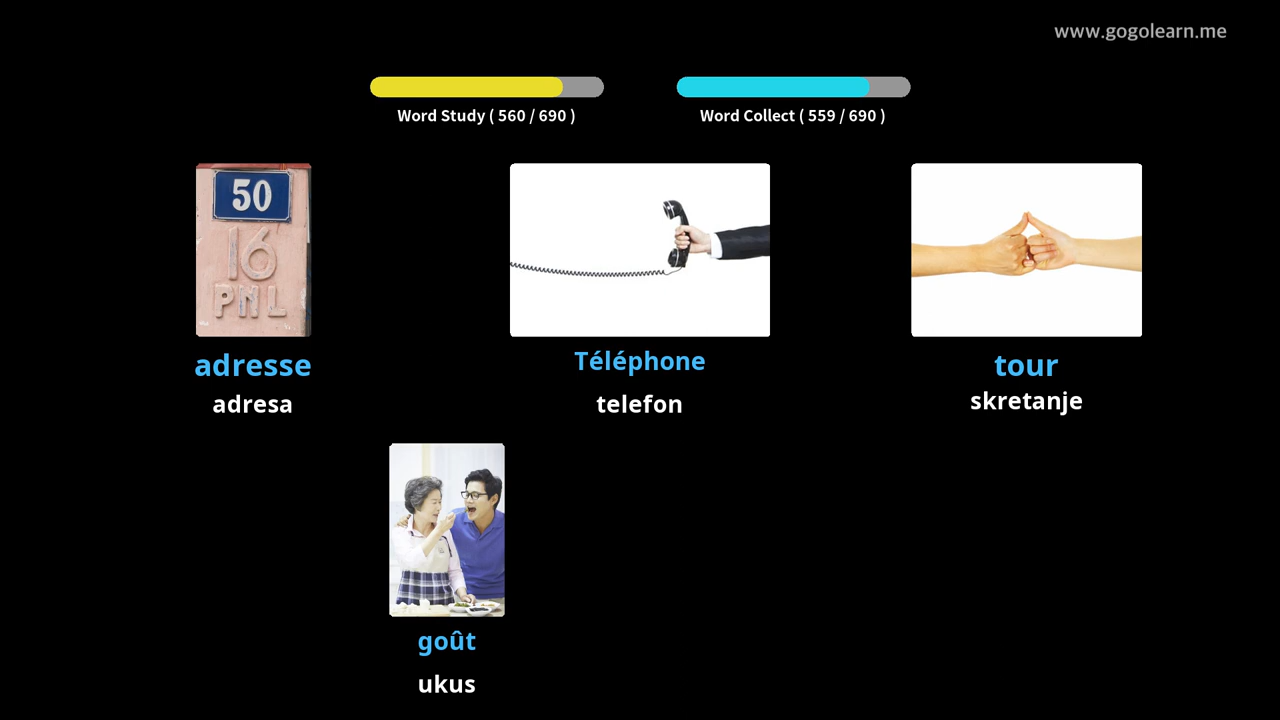 www.gogolearn.me
Word Study ( 560 / 690 )
Word Collect ( 559 / 690 )
50
16
PNL
adresse
Téléphone
tour
adresa
telefon
skretanje
goût
ukus